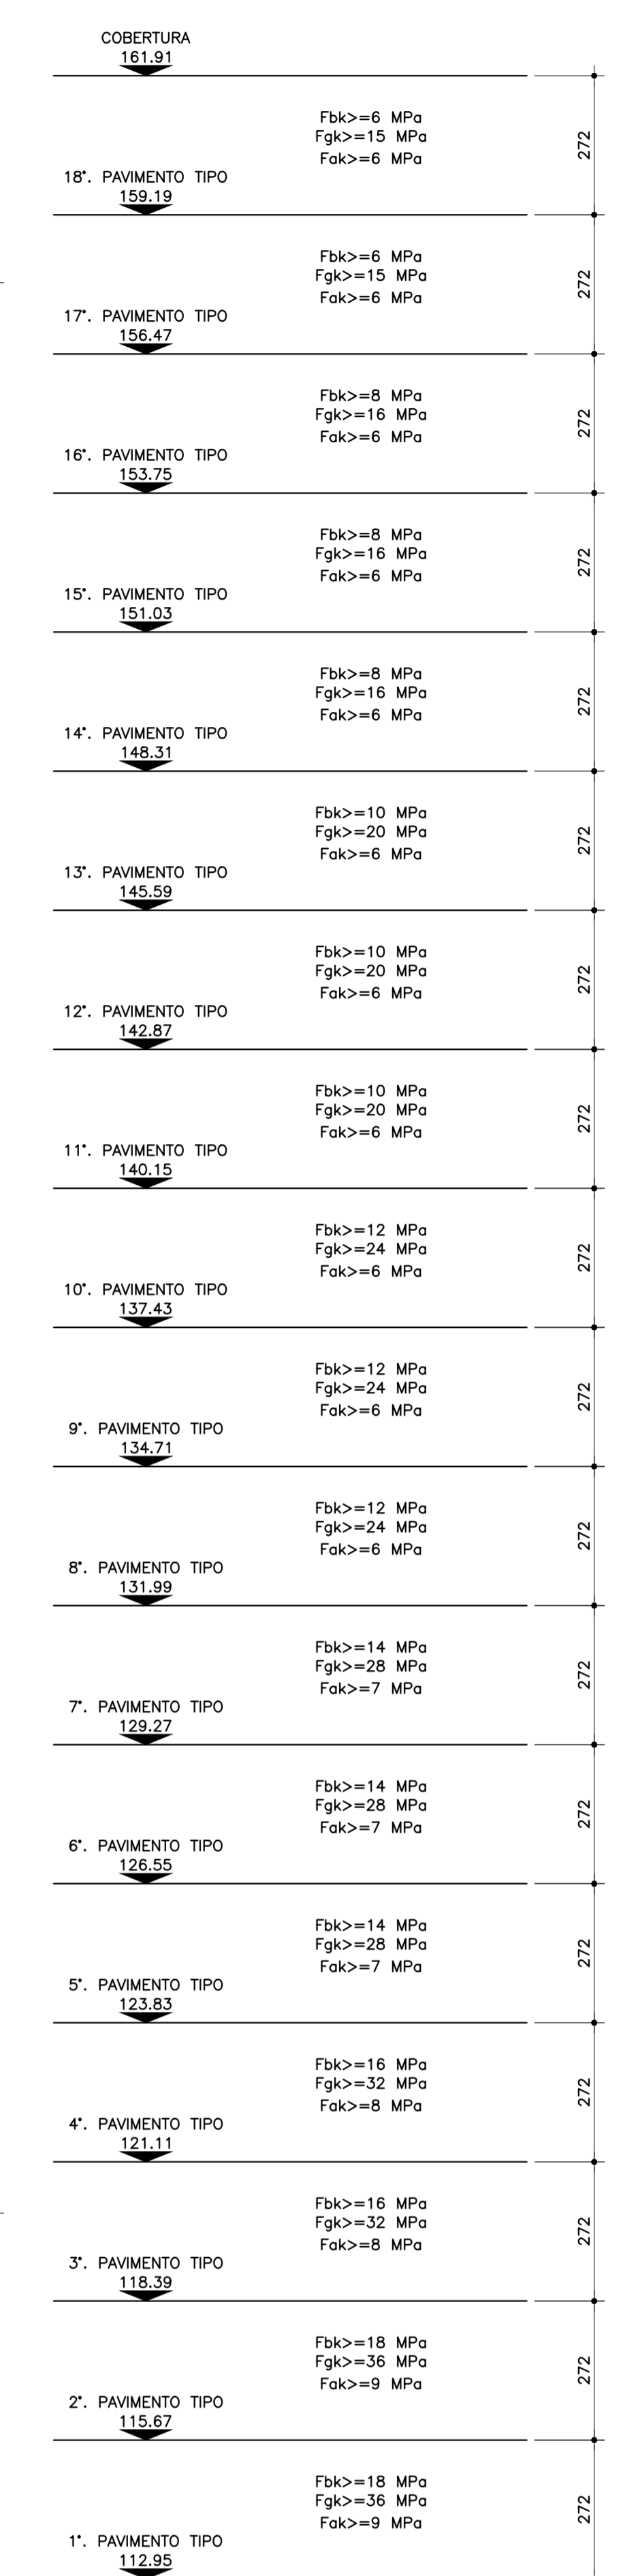 COBERTURA
161.91
Fbk>=6 MPa
Fgk>=15 MPa
Fak>=6 MPa
272
18°. PAVIMENTO TIPO
159.19
Fbk>=6 MPa
Fgk>=15 MPa
Fak>=6 MPa
272
17°. PAVIMENTO TIPO
156.47
Fbk>=8 MPa
Fgk>=16 MPa
Fak>=6 MPa
272
16°. PAVIMENTO TIPO
153.75
Fbk>=8 MPa
Fgk>=16 MPa
Fak>=6 MPa
272
15°. PAVIMENTO TIPO
151.03
Fbk>=8 MPa
Fgk>=16 MPa
Fak>=6 MPa
272
14°. PAVIMENTO TIPO
148.31
Fbk>=10 MPa
Fgk>=20 MPa
Fak>=6 MPa
272
13°. PAVIMENTO TIPO
145.59
Fbk>=10 MPa
Fgk>=20 MPa
Fak>=6 MPa
272
12°. PAVIMENTO TIPO
142.87
Fbk>=10 MPa
Fgk>=20 MPa
Fak>=6 MPa
272
11°. PAVIMENTO TIPO
140.15
Fbk>=12 MPa
Fgk>=24 MPa
Fak>=6 MPa
272
10°. PAVIMENTO TIPO
137.43
Fbk>=12 MPa
Fgk>=24 MPa
Fak>=6 MPa
272
9°. PAVIMENTO TIPO
134.71
Fbk>=12 MPa
Fgk>=24 MPa
Fak>=6 MPa
272
8°. PAVIMENTO TIPO
131.99
Fbk>=14 MPa
Fgk>=28 MPa
Fak>=7 MPa
272
7°. PAVIMENTO TIPO
129.27
Fbk>=14 MPa
Fgk>=28 MPa
Fak>=7 MPa
272
6°. PAVIMENTO TIPO
126.55
Fbk>=14 MPa
Fgk>=28 MPa
Fak>=7 MPa
272
5°. PAVIMENTO TIPO
123.83
Fbk>=16 MPa
Fgk>=32 MPa
Fak>=8 MPa
272
4°. PAVIMENTO TIPO
121.11
Fbk>=16 MPa
Fgk>=32 MPa
Fak>=8 MPa
272
3°. PAVIMENTO TIPO
118.39
Fbk>=18 MPa
Fgk>=36 MPa
Fak>=9 MPa
272
2°. PAVIMENTO TIPO
115.67
Fbk>=18 MPa
Fgk>=36 MPa
Fak>=9 MPa
272
1°. PAVIMENTO TIPO
112.95